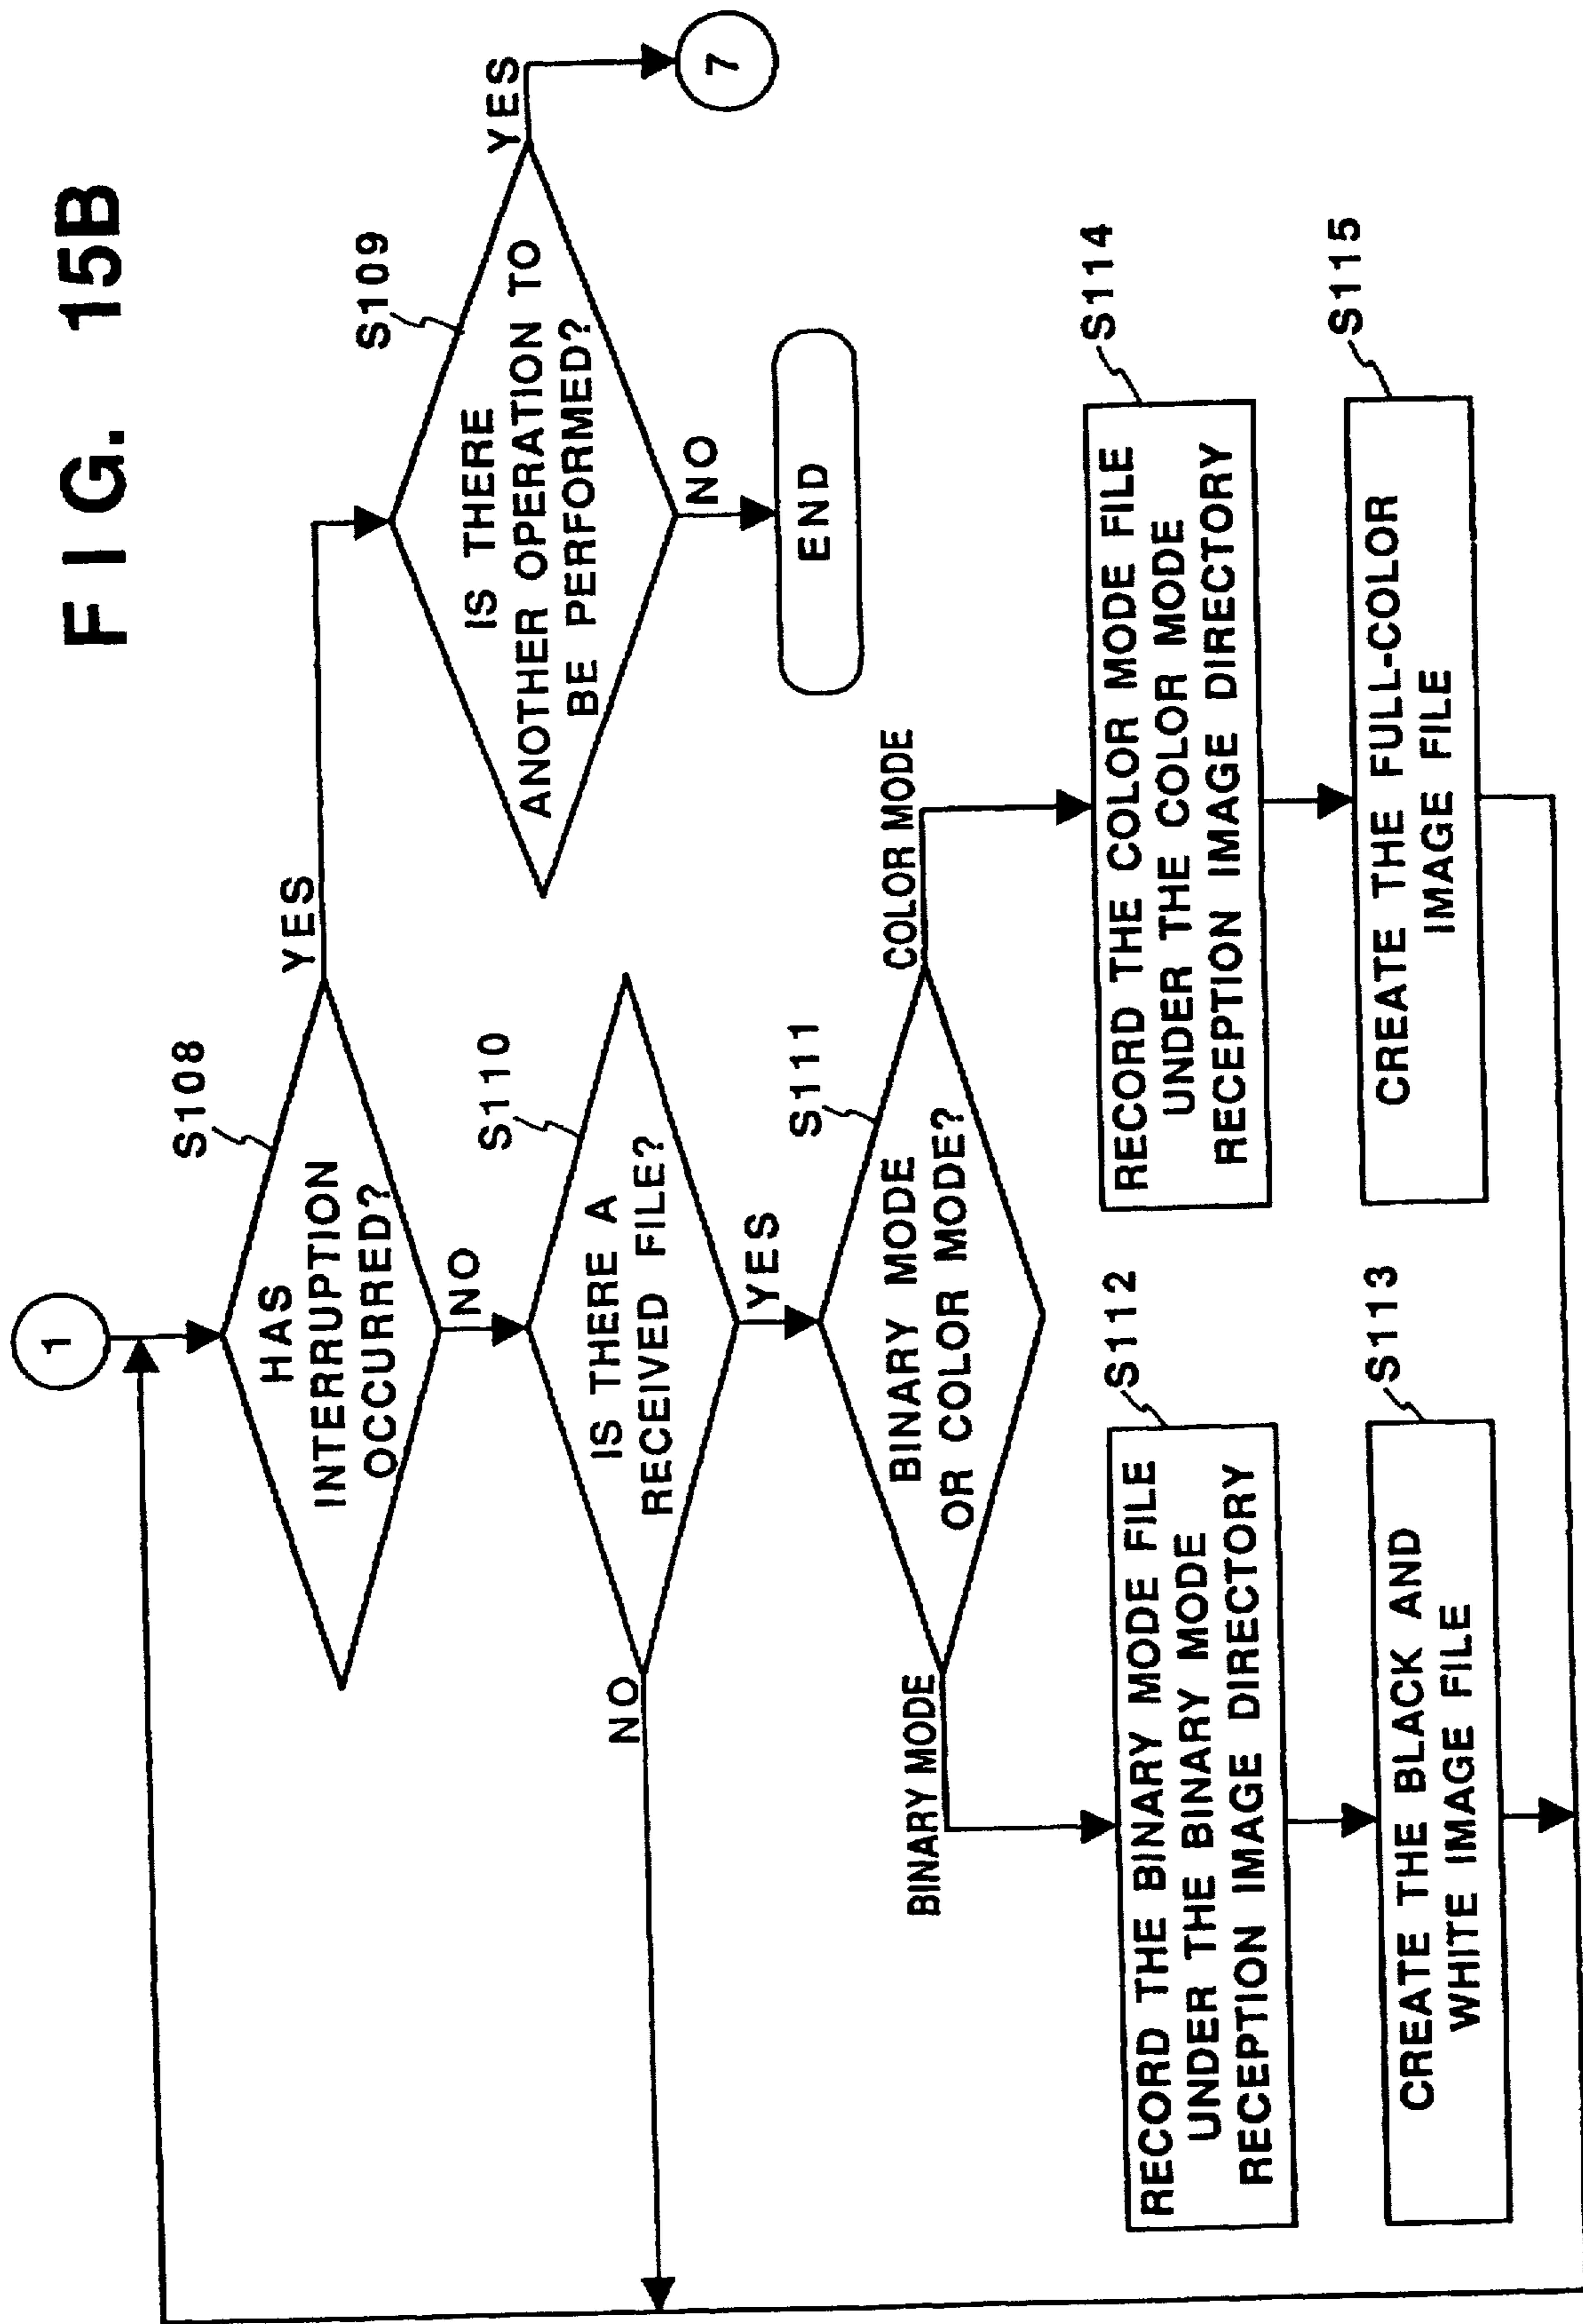 FIG. 15B
1
S108
HAS
INTERRUPTION
OCCURRED?
YES
NO
S109
IS THERE
ANOTHER OPERATION TO
BE PERFORMED?
YES
7
NO
END
S110
IS THERE A
RECEIVED FILE?
NO
YES
S111
BINARY MODE
OR COLOR MODE?
BINARY MODE
COLOR MODE
S112
RECORD THE BINARY MODE FILE
UNDER THE BINARY MODE
RECEPTION IMAGE DIRECTORY
S114
RECORD THE COLOR MODE FILE
UNDER THE COLOR MODE
RECEPTION IMAGE DIRECTORY
S113
CREATE THE BLACK AND
WHITE IMAGE FILE
S115
CREATE THE FULL-COLOR
IMAGE FILE